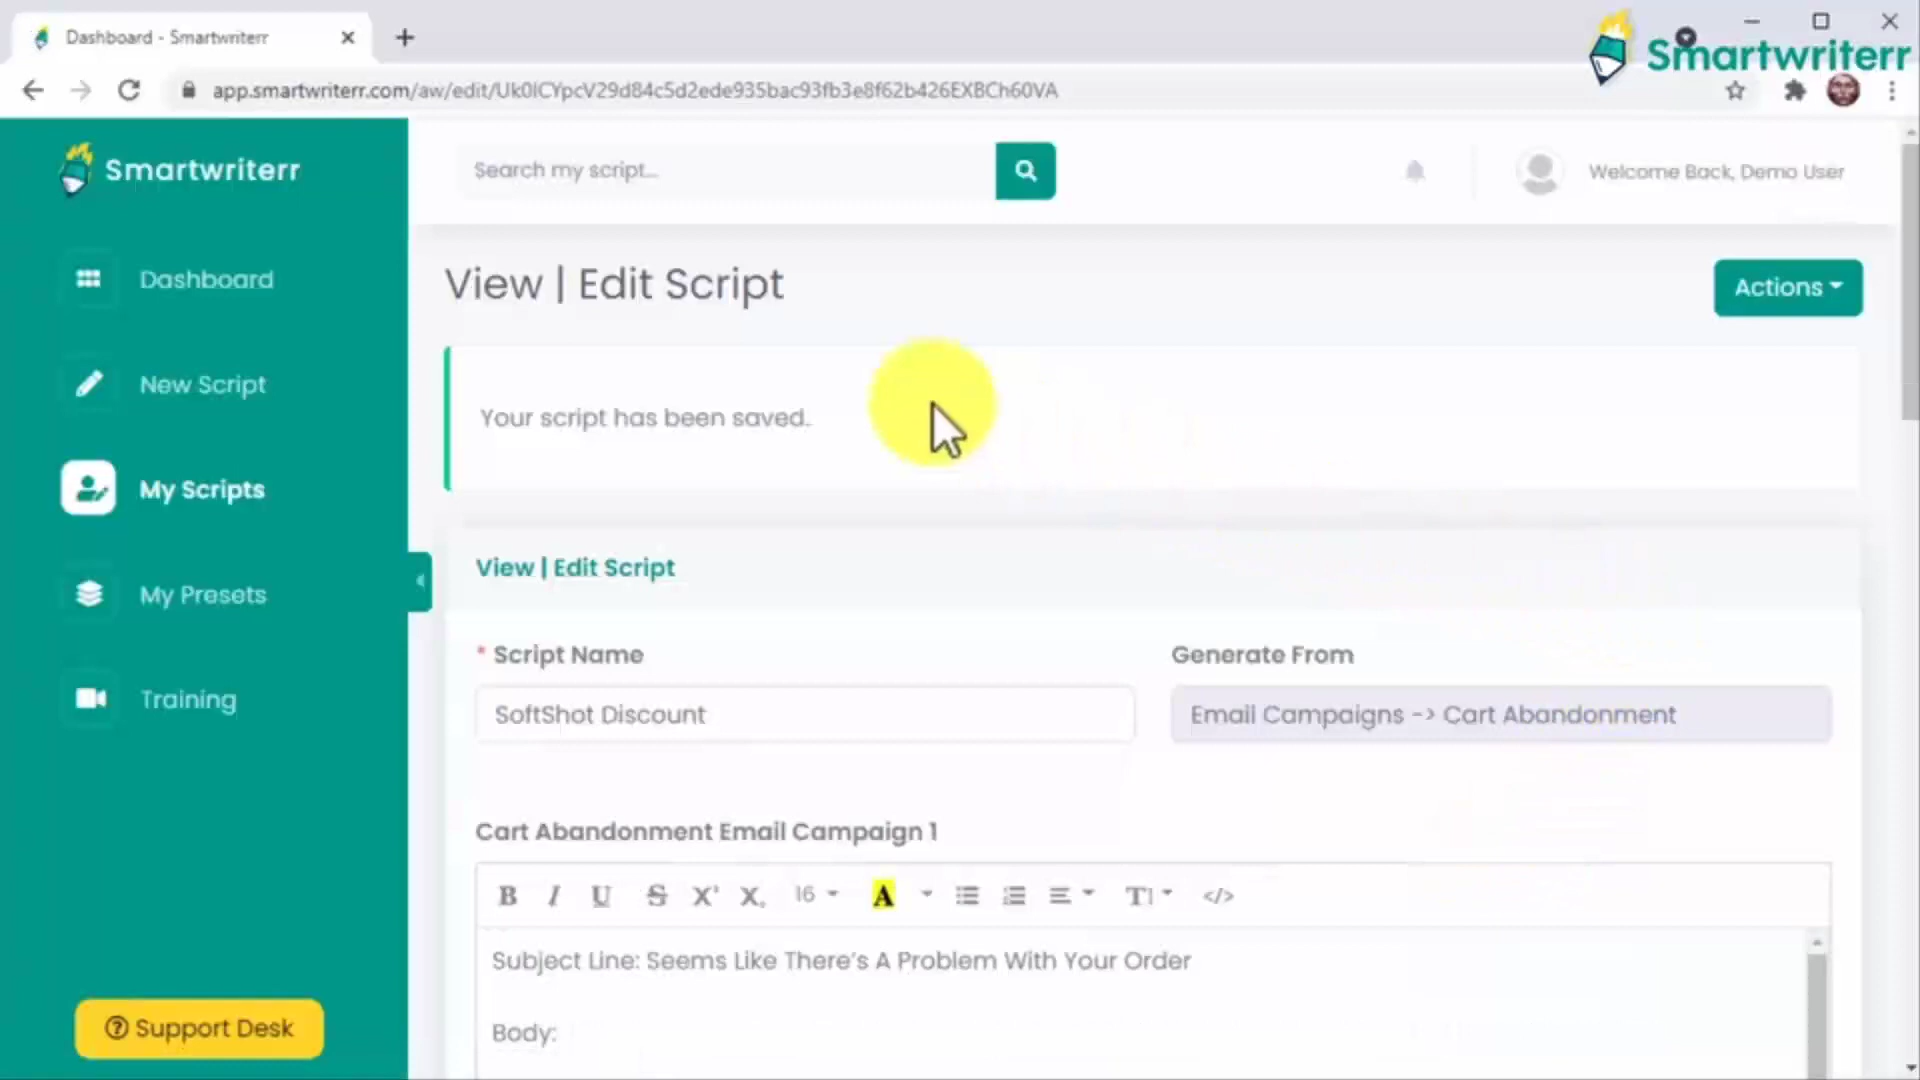 Dashboard - Smartwriterr
Smartwriterr
app.smartwriterr.com/aw/edit/Uk0lCYpcV29d84c5d2ede935bac93fb3e8f62b426EXBCh60VA
Smartwriterr
Search my script...
Welcome Back, Demo User
Dashboard
New Script
My Scripts
My Presets
Training
Support Desk
View | Edit Script
Actions
Your script has been saved.
View | Edit Script
* Script Name
Generate From
SoftShot Discount
Email Campaigns -> Cart Abandonment
Cart Abandonment Email Campaign 1
B I U S X² X₂ 16 A T| </>
Subject Line: Seems Like There's A Problem With Your Order
Body: